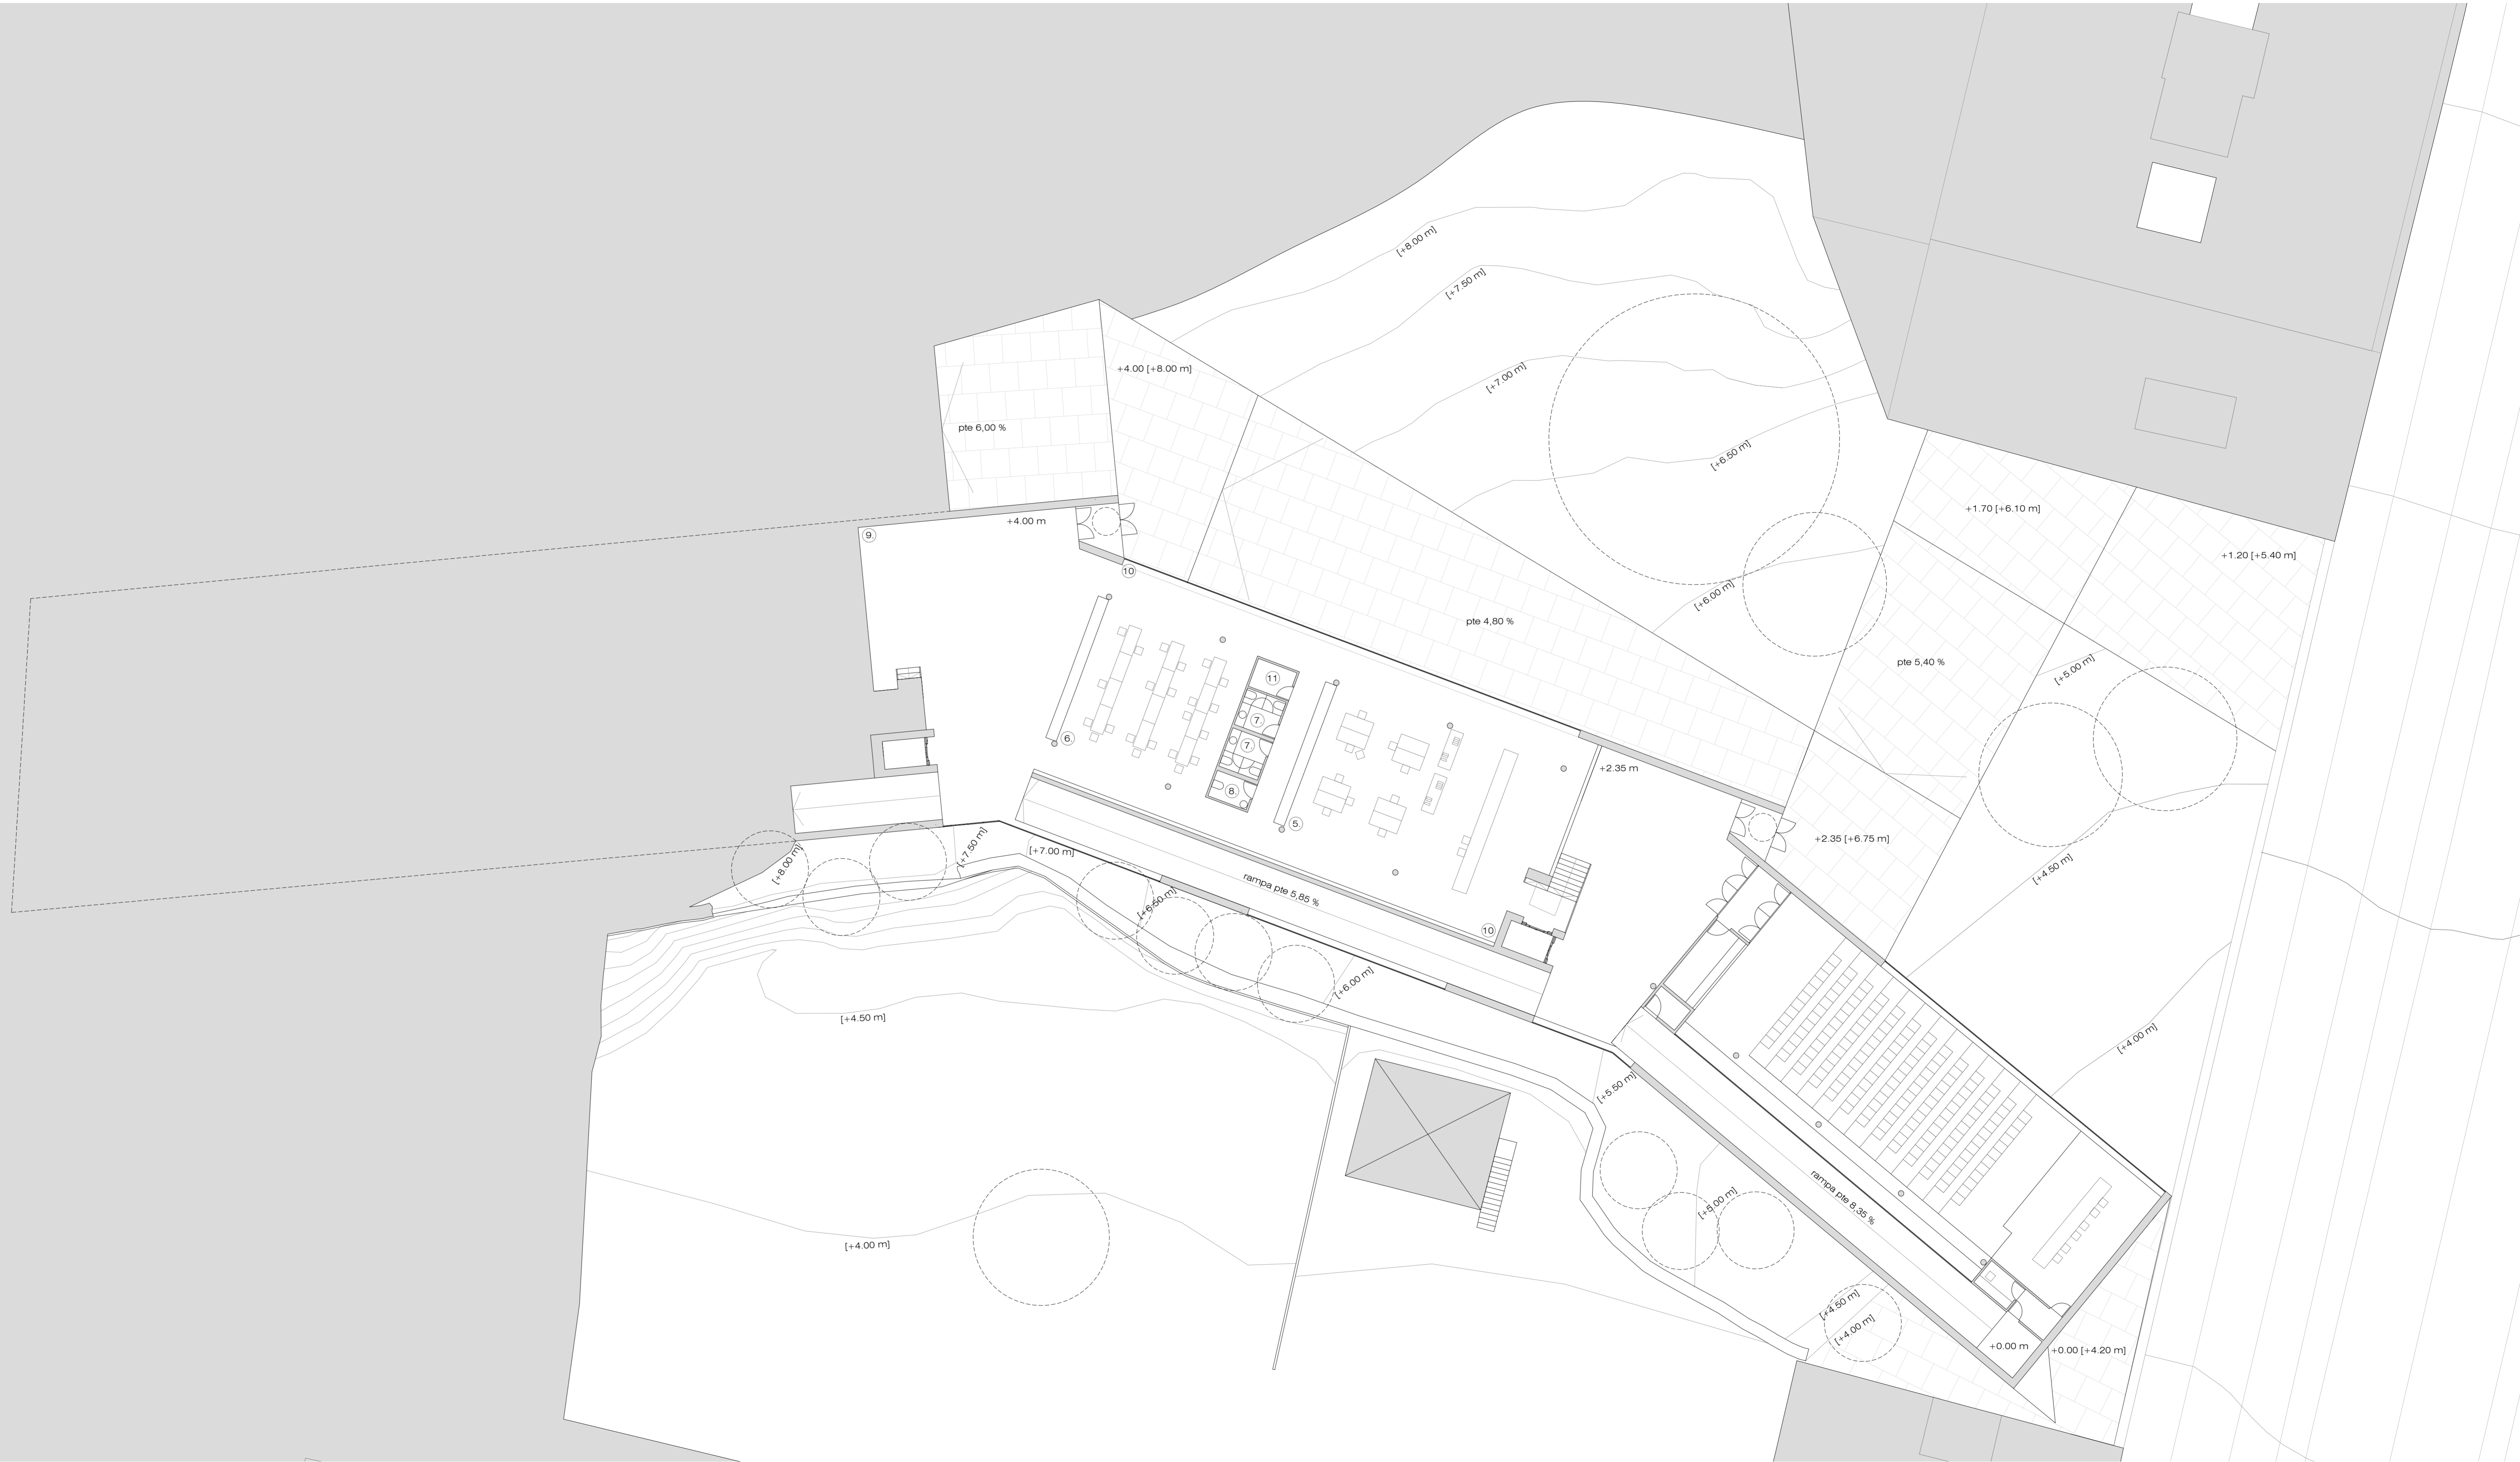 [+8.00 m]
[+7.50 m]
+4.00 [+8.00 m]
[+7.00 m]
pte 6,00 %
[+6.50 m]
+1.70 [+6.10 m]
+4.00 m
9.
+1.20 [+5.40 m]
10
[+6.00 m]
pte 4,80 %
pte 5,40 %
[+5.00 m]
11
7.
6.
7.
+2.35 m
8.
5.
+2.35 [+6.75 m]
[+7.50 m]
[+7.00 m]
[+8.00 m]
[+4.50 m]
rampa pte 5,85 %
[+6.50 m]
10
[+6.00 m]
[+4.50 m]
[+4.00 m]
[+5.50 m]
rampa pte 8,35 %
[+5.00 m]
[+4.00 m]
[+4.50 m]
[+4.00 m]
+0.00 m
+0.00 [+4.20 m]